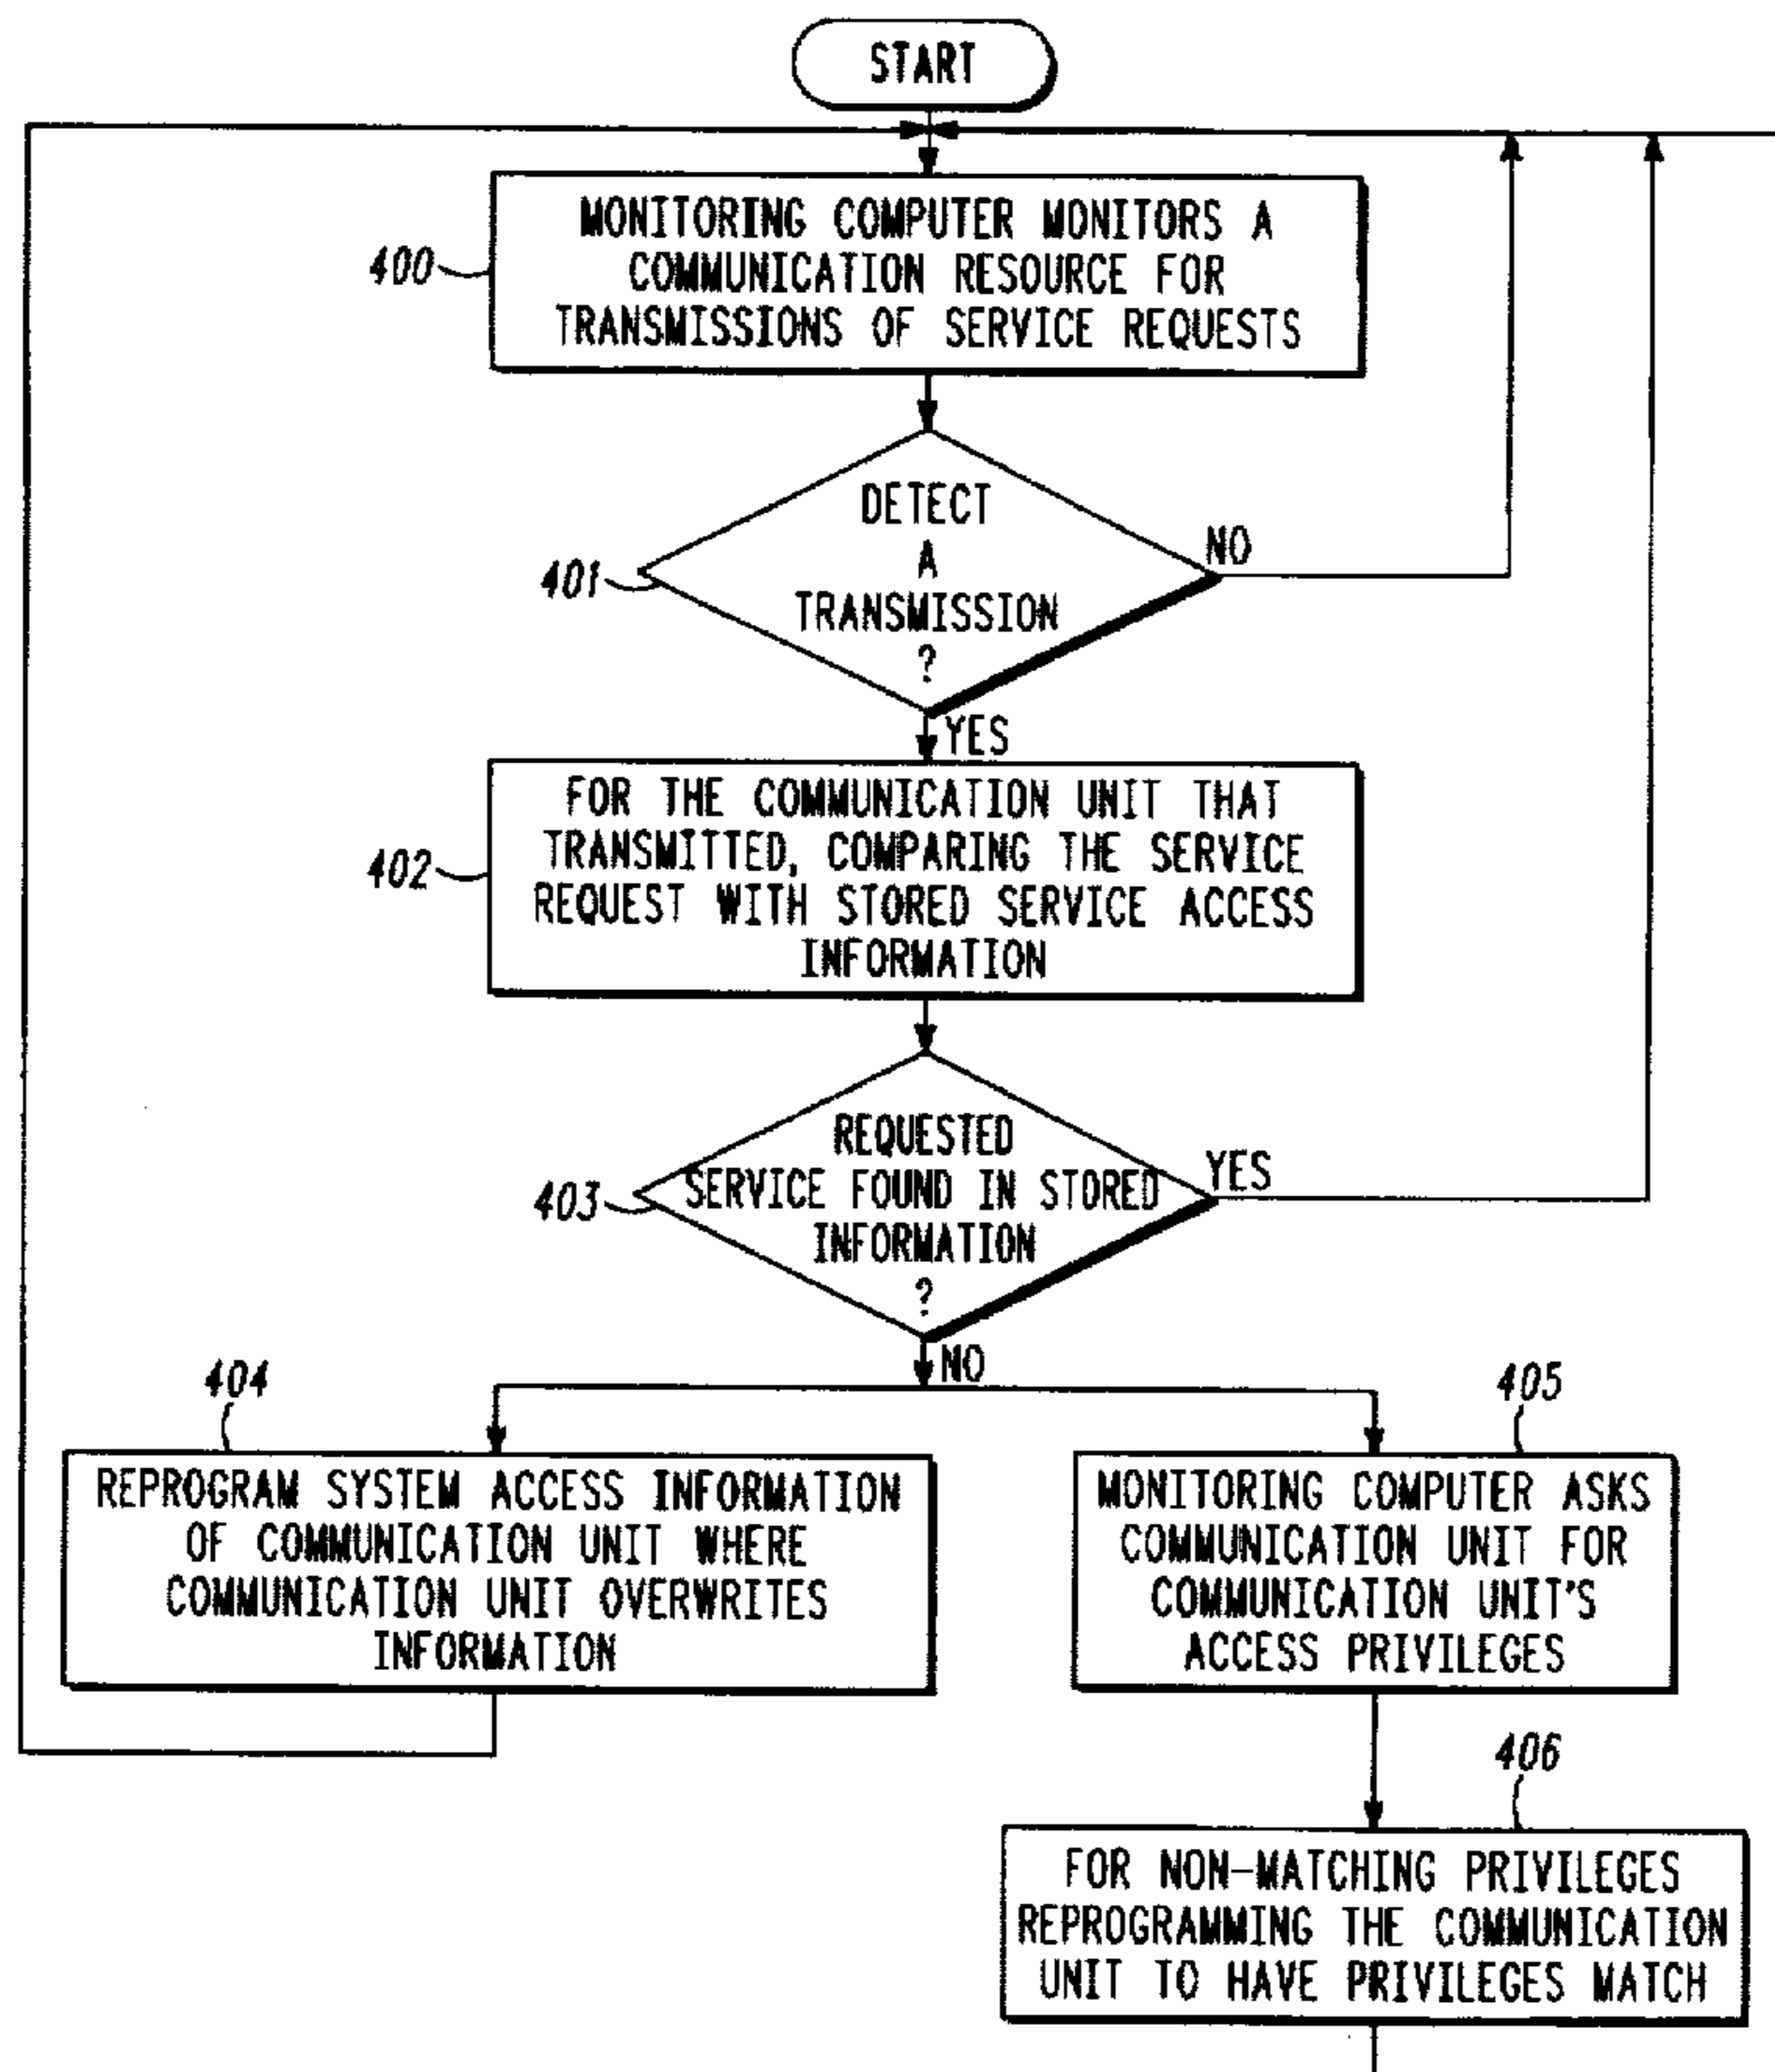 START
400
MONITORING COMPUTER MONITORS A
COMMUNICATION RESOURCE FOR
TRANSMISSIONS OF SERVICE REQUESTS
401
DETECT
A
TRANSMISSION
?
NO
YES
402
FOR THE COMMUNICATION UNIT THAT
TRANSMITTED, COMPARING THE SERVICE
REQUEST WITH STORED SERVICE ACCESS
INFORMATION
403
REQUESTED
SERVICE FOUND IN STORED
INFORMATION
?
YES
NO
404
REPROGRAM SYSTEM ACCESS INFORMATION
OF COMMUNICATION UNIT WHERE
COMMUNICATION UNIT OVERWRITES
INFORMATION
405
MONITORING COMPUTER ASKS
COMMUNICATION UNIT FOR
COMMUNICATION UNIT'S
ACCESS PRIVILEGES
406
FOR NON-MATCHING PRIVILEGES
REPROGRAMMING THE COMMUNICATION
UNIT TO HAVE PRIVILEGES MATCH